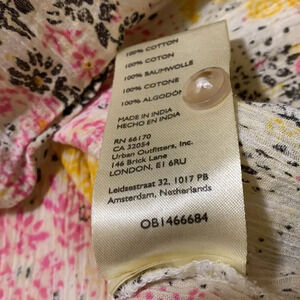 100% COTTON
100% COTON
100% BAUMWOLLE
100% COTONE
100% ALGODÓN
MADE IN INDIA
HECHO EN INDIA
RN 66170
CA 32054
Urban Outfitters, Inc.
146 Brick Lane
LONDON, E1 6RU
Leidsestraat 32, 1017 PB
Amsterdam, Netherlands
OB1466684